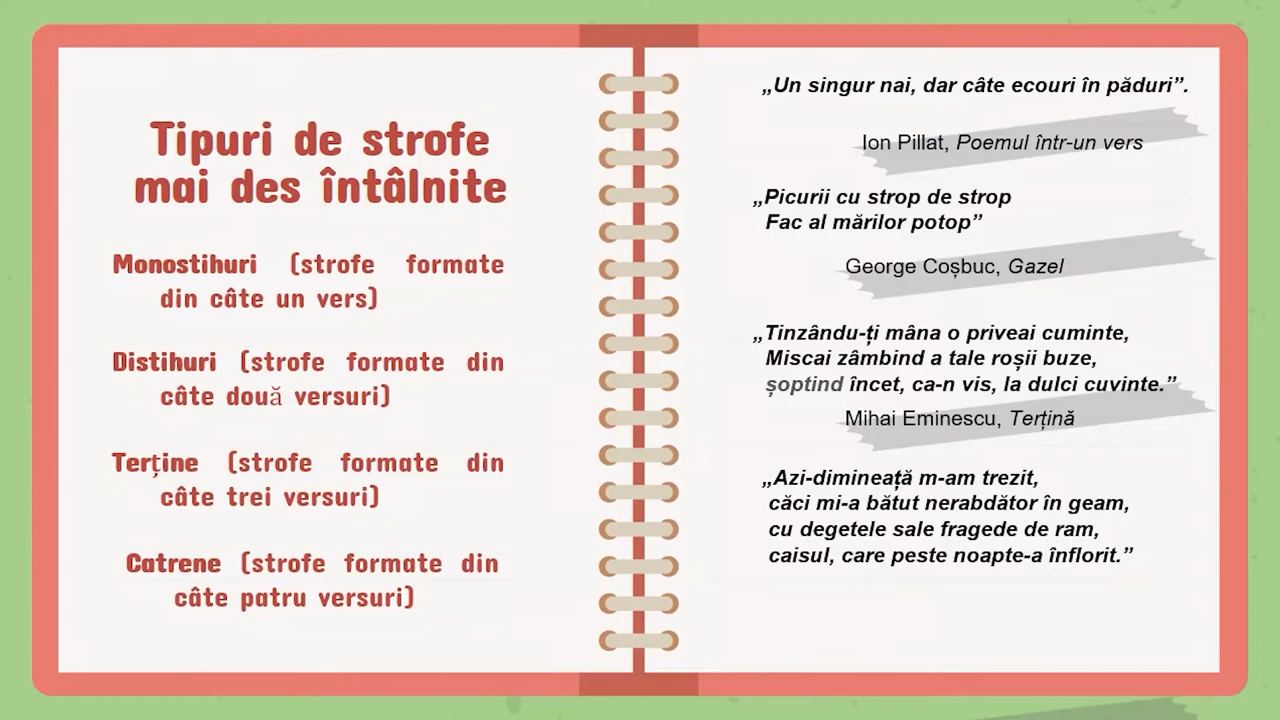 Tipuri de strofe
mai des întâlnite
Monostihuri (strofe formate
din câte un vers)
Distihuri (strofe formate din
câte două versuri)
Terține (strofe formate din
câte trei versuri)
Catrene (strofe formate din
câte patru versuri)
„Un singur nai, dar câte ecouri în păduri”.
Ion Pillat, Poemul într-un vers
„Picurii cu strop de strop
Fac al mărilor potop”
George Coșbuc, Gazel
„Tinzându-ți mâna o priveai cuminte,
Miscai zâmbind a tale roșii buze,
șoptind încet, ca-n vis, la dulci cuvinte.”
Mihai Eminescu, Terțină
„Azi-dimineață m-am trezit,
căci mi-a bătut nerabdător în geam,
cu degetele sale fragede de ram,
caisul, care peste noapte-a înflorit.”